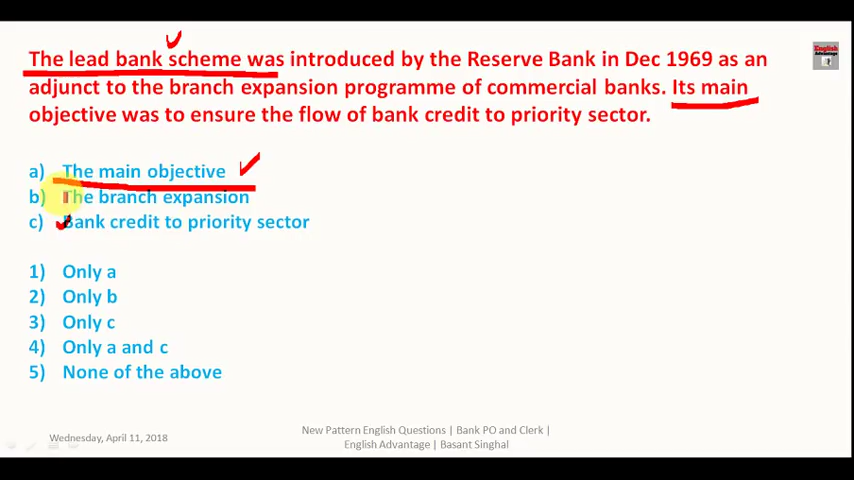 The lead bank scheme was introduced by the Reserve Bank in Dec 1969 as an
adjunct to the branch expansion programme of commercial banks. Its main
objective was to ensure the flow of bank credit to priority sector.
a) The main objective
b) The branch expansion
c) Bank credit to priority sector
1) Only a
2) Only b
3) Only c
4) Only a and c
5) None of the above
Wednesday, April 11, 2018
New Pattern English Questions | Bank PO and Clerk |
English Advantage | Basant Singhal
English
Advantage